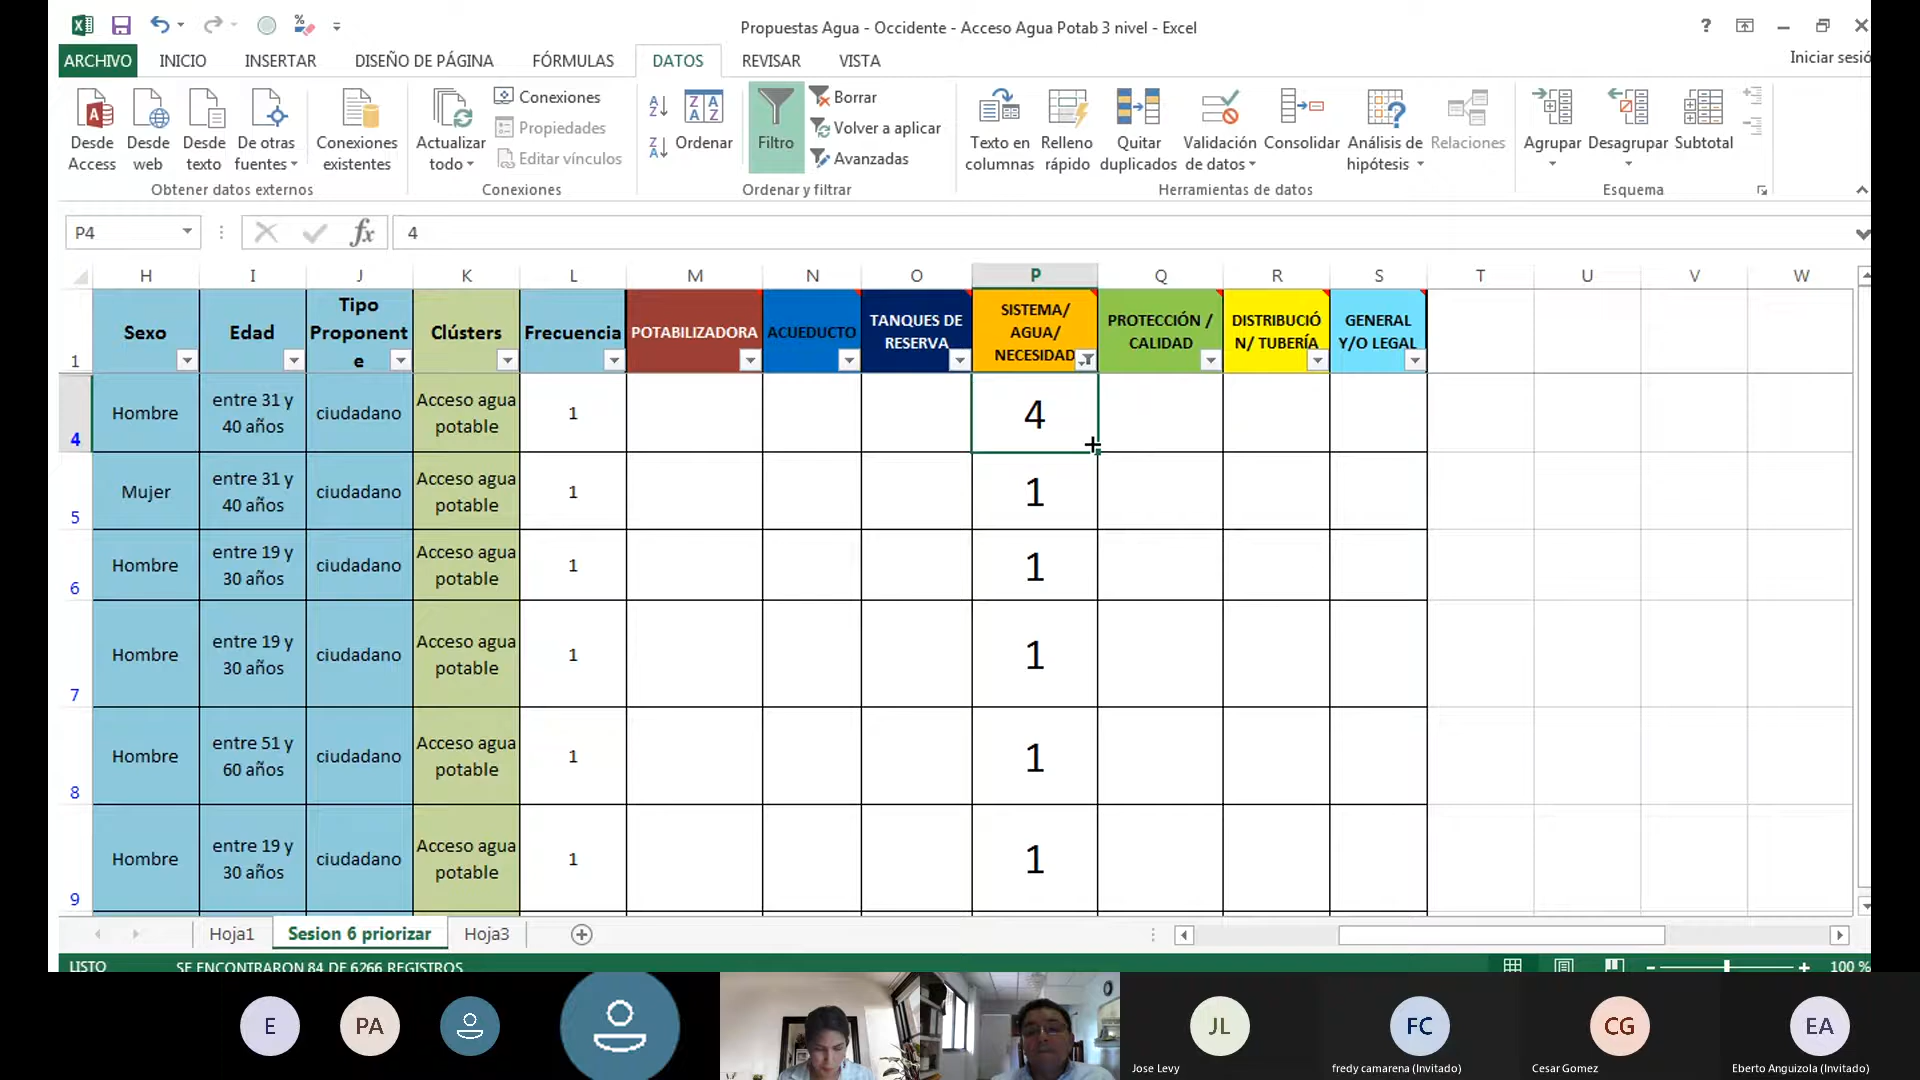 Propuestas Agua - Occidente - Acceso Agua Potab 3 nivel - Excel
?
ARCHIVO INICIO INSERTAR DISEÑO DE PÁGINA FÓRMULAS DATOS REVISAR VISTA
Iniciar sesió
Desde Access
Desde web
Desde texto
De otras fuentes
Conexiones existentes
Obtener datos externos
Actualizar todo
Conexiones
Propiedades
Editar vínculos
Conexiones
Ordenar
Filtro
Borrar
Volver a aplicar
Avanzadas
Ordenar y filtrar
Texto en columnas
Relleno rápido
Quitar duplicados
Validación de datos
Consolidar
Análisis de hipótesis
Relaciones
Herramientas de datos
Agrupar
Desagrupar
Subtotal
Esquema
P4 fx 4
H I J K L M N O P Q R S T U V W
1
Sexo
Edad
Tipo
Proponent
e
Clústers
Frecuencia
POTABILIZADORA
ACUEDUCTO
TANQUES DE
RESERVA
SISTEMA/
AGUA/
NECESIDAD
PROTECCIÓN /
CALIDAD
DISTRIBUCIÓ
N/ TUBERÍA
GENERAL
Y/O LEGAL
4 Hombre entre 31 y 40 años ciudadano Acceso agua potable 1 4
5 Mujer entre 31 y 40 años ciudadano Acceso agua potable 1 1
6 Hombre entre 19 y 30 años ciudadano Acceso agua potable 1 1
7 Hombre entre 19 y 30 años ciudadano Acceso agua potable 1 1
8 Hombre entre 51 y 60 años ciudadano Acceso agua potable 1 1
9 Hombre entre 19 y 30 años ciudadano Acceso agua potable 1 1
Hoja1 Sesion 6 priorizar Hoja3
LISTO SE ENCONTRARON 84 DE 6266 REGISTROS 100 %
E PA JL FC CG EA
Jose Levy fredy camarena (Invitado) Cesar Gomez Eberto Anguizola (Invitado)